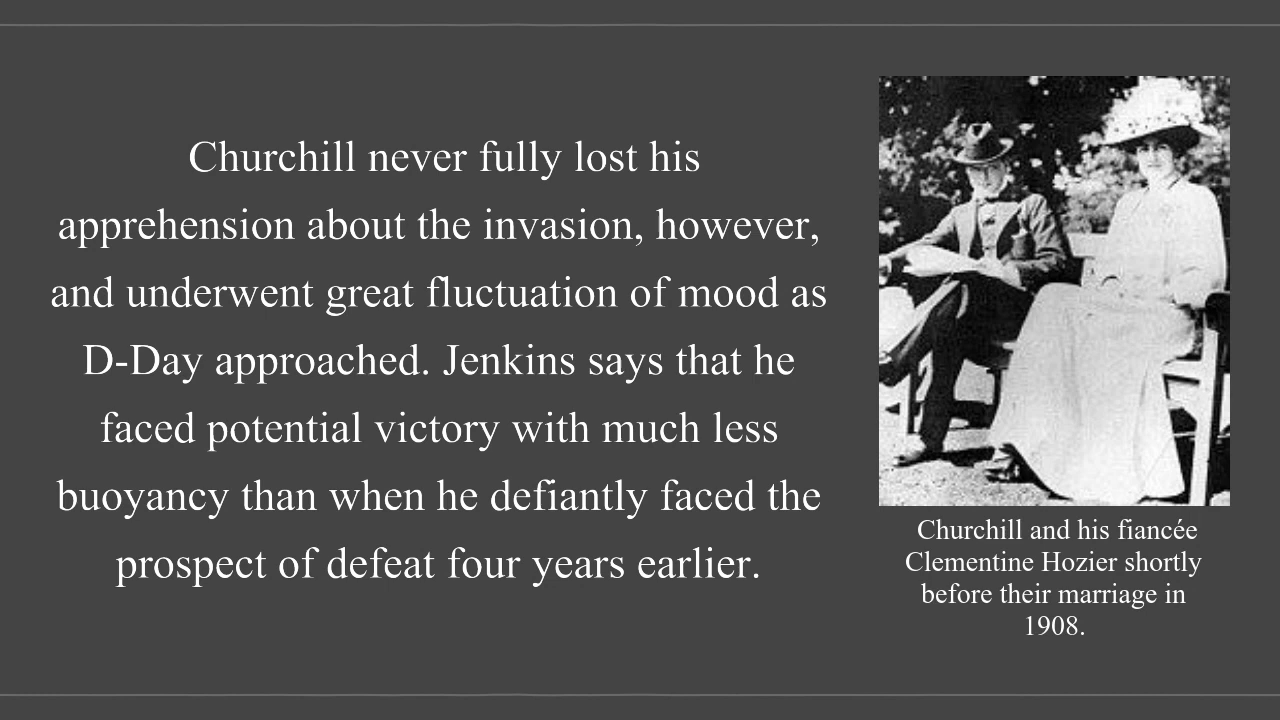 Churchill never fully lost his
apprehension about the invasion, however,
and underwent great fluctuation of mood as
D-Day approached. Jenkins says that he
faced potential victory with much less
buoyancy than when he defiantly faced the
prospect of defeat four years earlier.
Churchill and his fiancée
Clementine Hozier shortly
before their marriage in
1908.